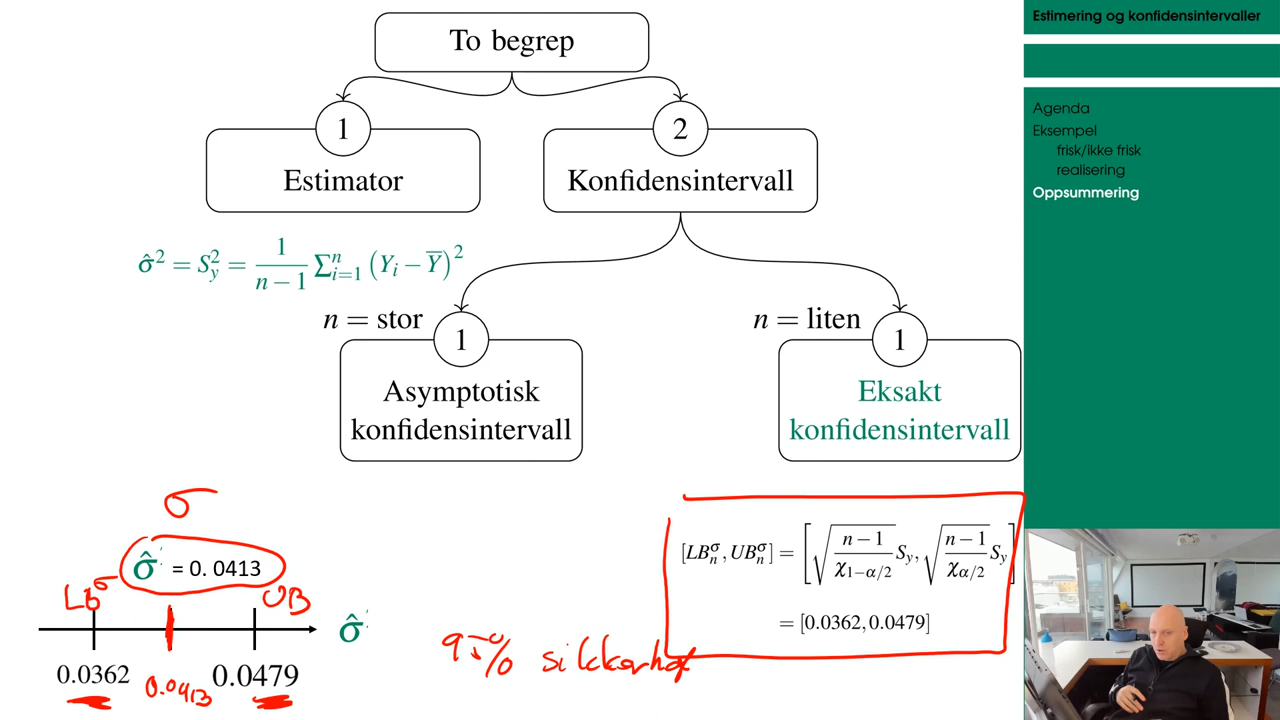 To begrep
1
Estimator
2
Konfidensintervall
σ̂² = S²_y = 1/(n − 1) Σⁿ_{i=1} (Y_i − Y̅)²
n = stor
1
Asymptotisk
konfidensintervall
n = liten
1
Eksakt
konfidensintervall
σ
σ̂ = 0.0413
LB^σ
UB
0.0362
0.0413
0.0479
σ̂
95% sikkerhet
[LB^σ_n, UB^σ_n] = [√((n − 1)/χ_{1−α/2}) S_y, √((n − 1)/χ_{α/2}) S_y]
= [0.0362, 0.0479]
Estimering og konfidensintervaller
Agenda
Eksempel
frisk/ikke frisk
realisering
Oppsummering